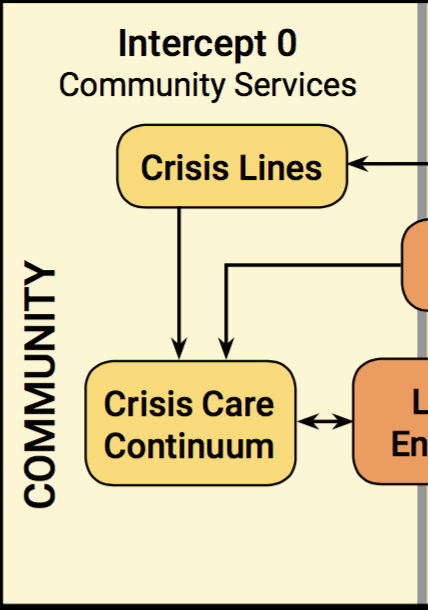 Intercept 0
Community Services
Crisis Lines
COMMUNITY
Crisis Care
Continuum